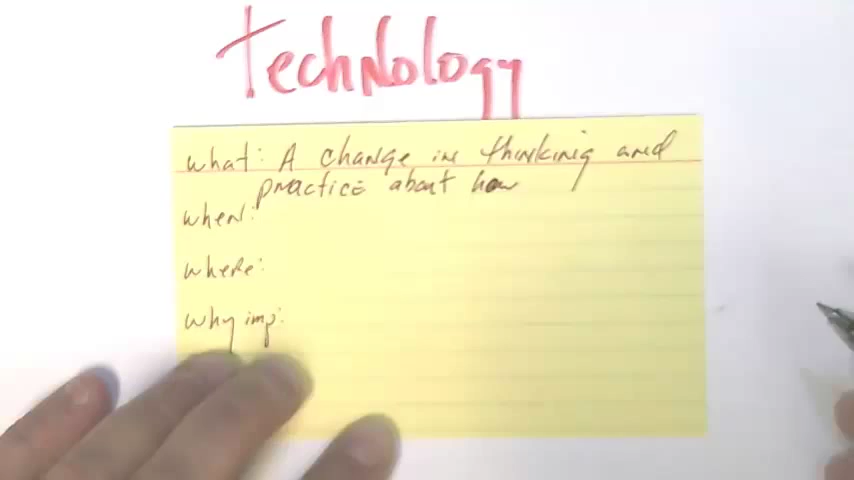 Technology
what: A change in thinking and
practice about how
when:
where:
why imp: